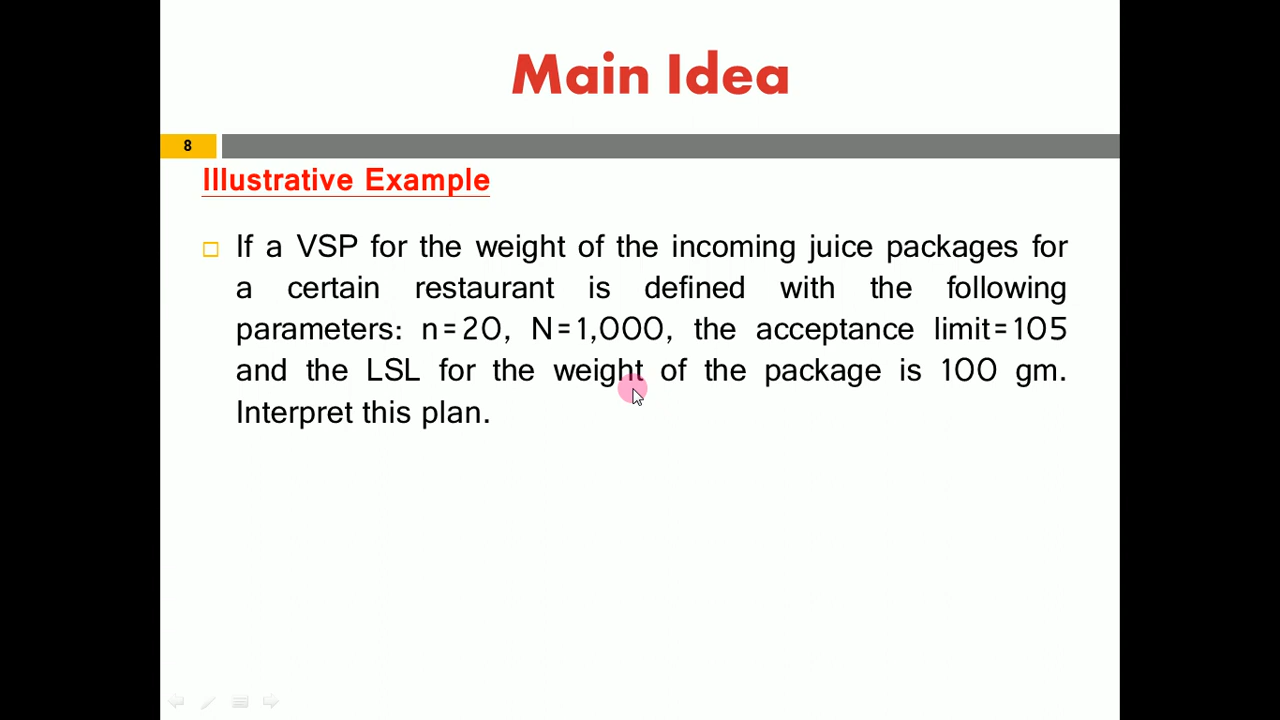 Main Idea
8
Illustrative Example
If a VSP for the weight of the incoming juice packages for
a certain restaurant is defined with the following
parameters: n=20, N=1,000, the acceptance limit=105
and the LSL for the weight of the package is 100 gm.
Interpret this plan.